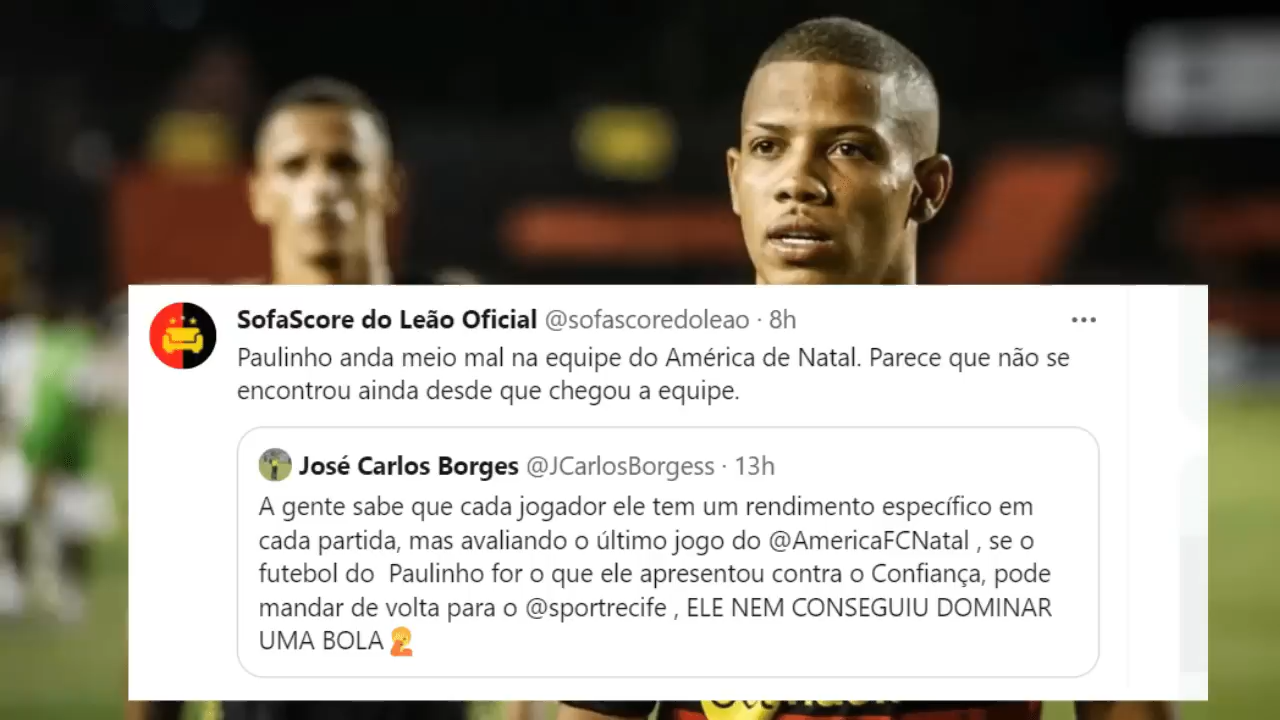 SofaScore do Leão Oficial @sofascoredoleao · 8h
Paulinho anda meio mal na equipe do América de Natal. Parece que não se
encontrou ainda desde que chegou a equipe.
José Carlos Borges @JCarlosBorgess · 13h
A gente sabe que cada jogador ele tem um rendimento específico em
cada partida, mas avaliando o último jogo do @AmericaFCNatal , se o
futebol do Paulinho for o que ele apresentou contra o Confiança, pode
mandar de volta para o @sportrecife , ELE NEM CONSEGUIU DOMINAR
UMA BOLA